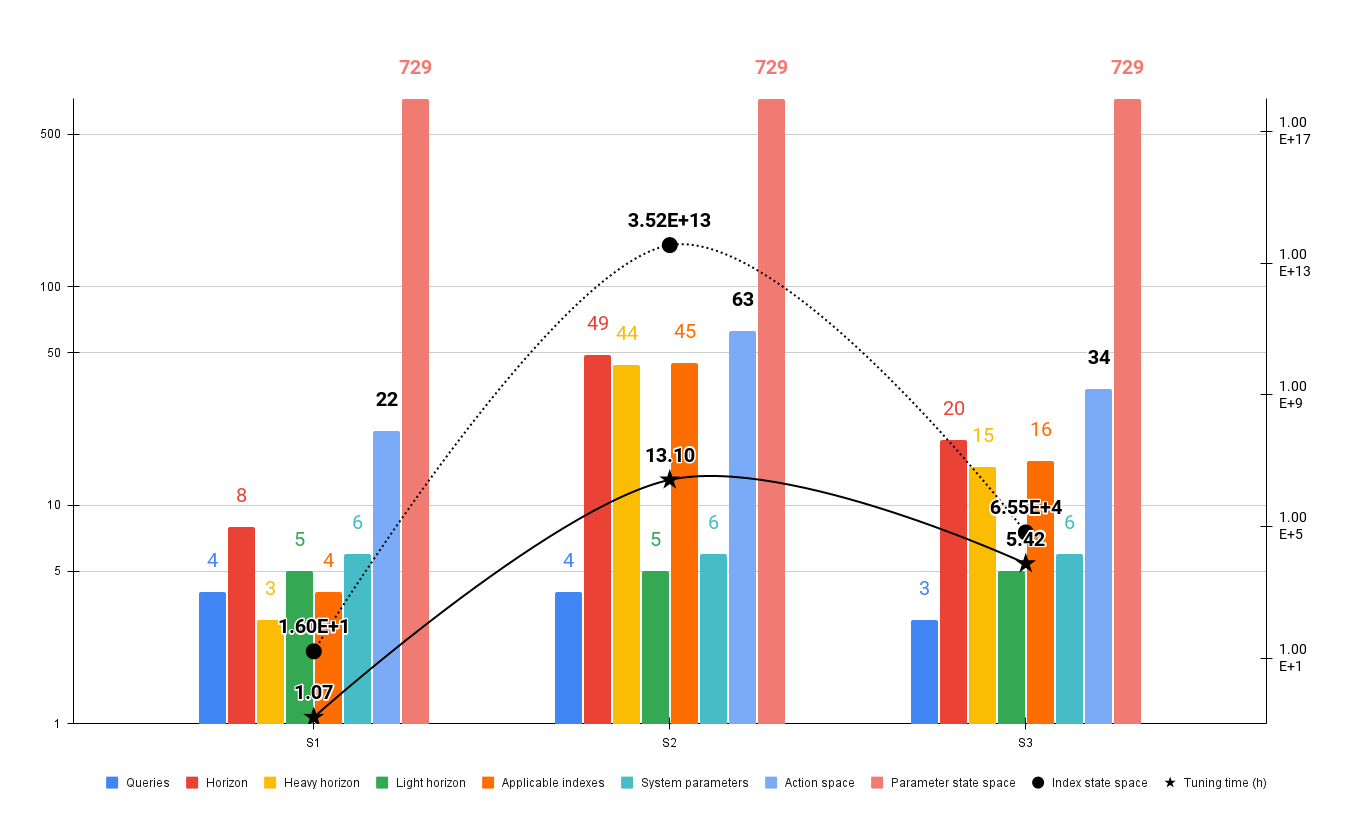 729
729
729
500
100
50
10
5
1
1.00
E+17
1.00
E+13
1.00
E+9
1.00
E+5
1.00
E+1
4
8
3
5
4
6
22
1.60E+1
1.07
4
49
44
5
45
6
63
3.52E+13
13.10
3
20
15
16
6
34
6.55E+4
5.42
S1
S2
S3
Queries
Horizon
Heavy horizon
Light horizon
Applicable indexes
System parameters
Action space
Parameter state space
Index state space
Tuning time (h)